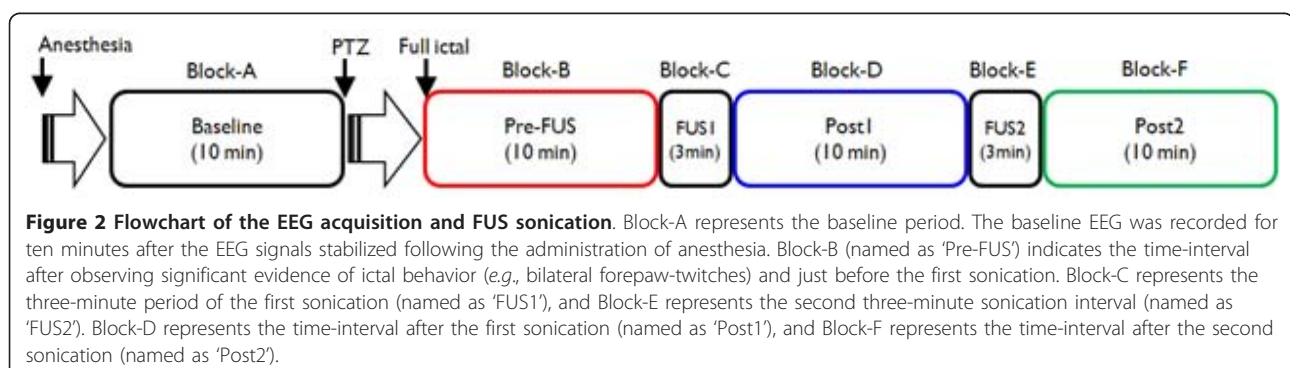 Anesthesia
PTZ
Full ictal
Block-A
Block-B
Block-C
Block-D
Block-E
Block-F
Baseline
(10 min)
Pre-FUS
(10 min)
FUS1
(3min)
Post1
(10 min)
FUS2
(3min)
Post2
(10 min)
Figure 2 Flowchart of the EEG acquisition and FUS sonication. Block-A represents the baseline period. The baseline EEG was recorded for
ten minutes after the EEG signals stabilized following the administration of anesthesia. Block-B (named as ‘Pre-FUS’) indicates the time-interval
after observing significant evidence of ictal behavior (e.g., bilateral forepaw-twitches) and just before the first sonication. Block-C represents the
three-minute period of the first sonication (named as ‘FUS1’), and Block-E represents the second three-minute sonication interval (named as
‘FUS2’). Block-D represents the time-interval after the first sonication (named as ‘Post1’), and Block-F represents the time-interval after the second
sonication (named as ‘Post2’).